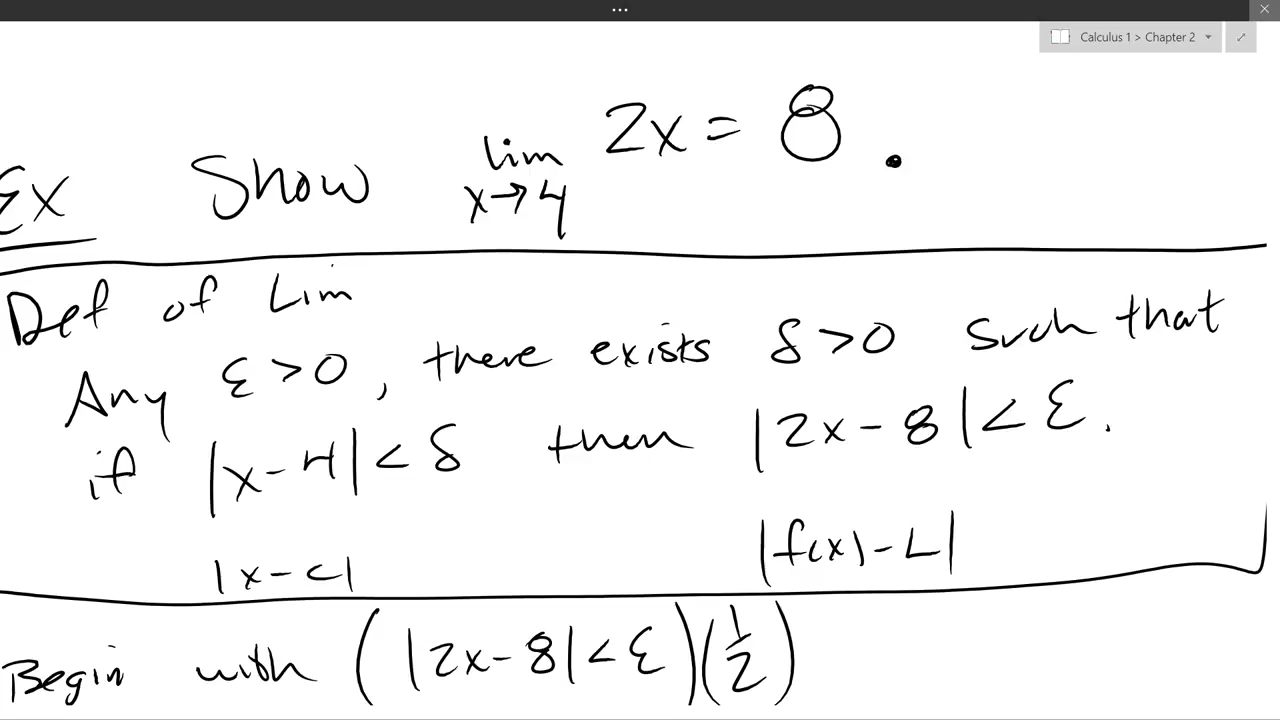 Calculus 1 > Chapter 2
Ex Show lim x→4 2x = 8.
Def of Lim
Any ε > 0, there exists δ > 0 such that
if |x - 4| < δ then |2x - 8| < ε.
|x - c| |f(x) - L|
Begin with (|2x - 8| < ε)(1/2)